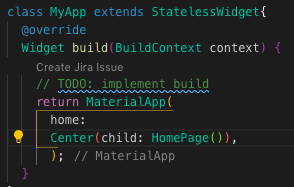 class MyApp extends StatelessWidget{
@override
Widget build(BuildContext context) {
Create Jira Issue
// TODO: implement build
return MaterialApp(
home:
Center(child: HomePage()),
); // MaterialApp
}